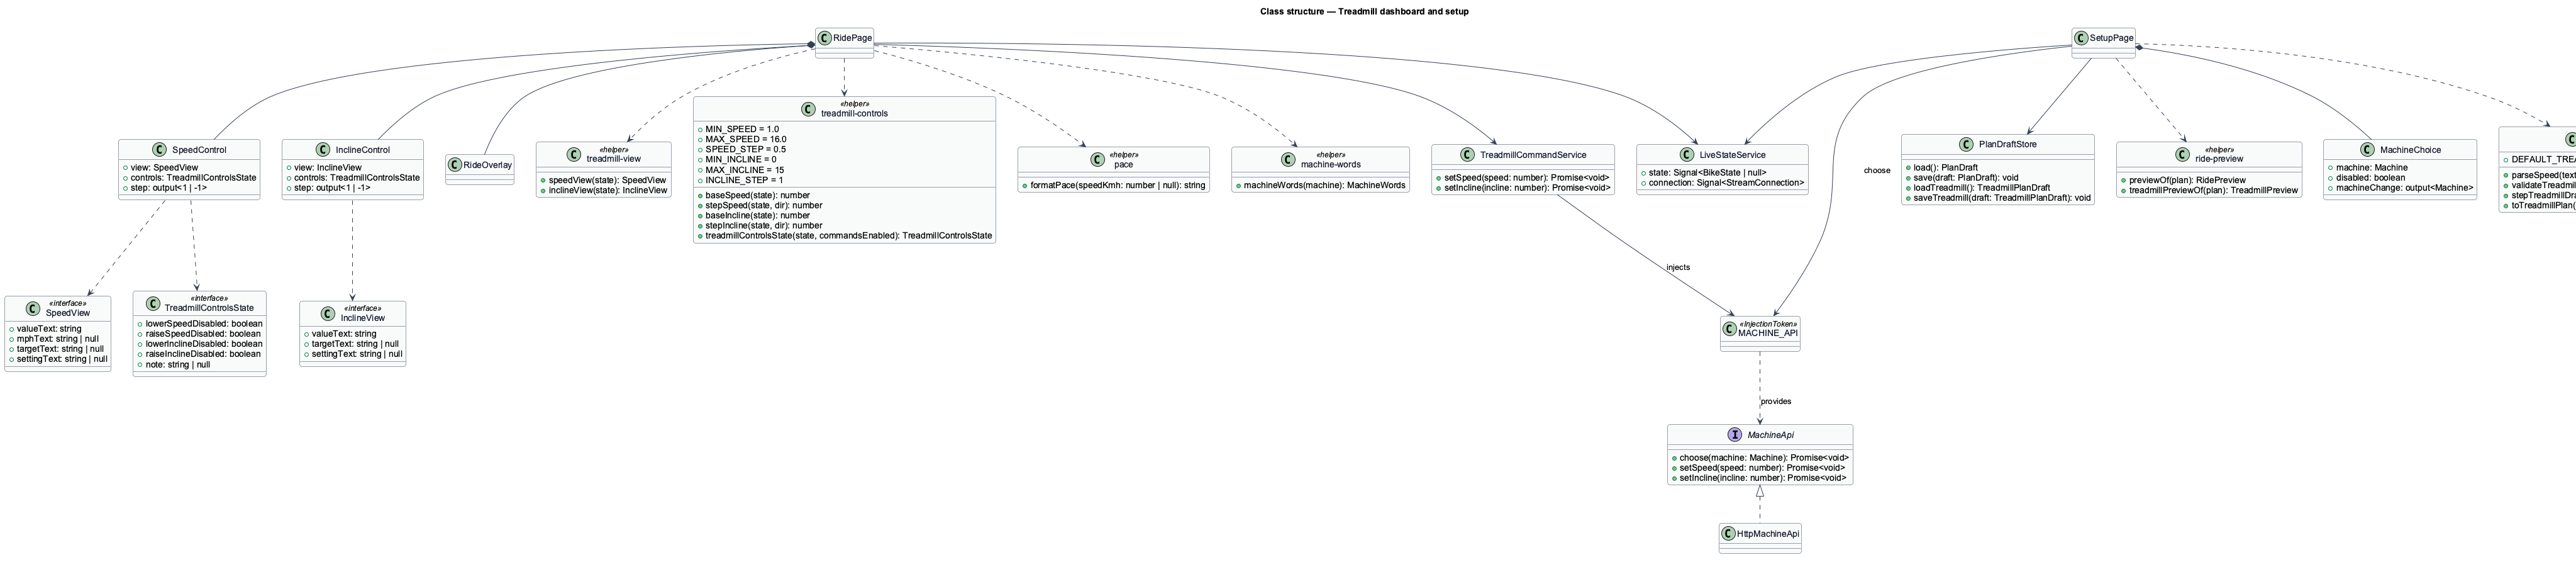 Class structure — Treadmill dashboard and setup
C RidePage
C SetupPage
«helper»
C treadmill-controls
MIN_SPEED = 1.0
MAX_SPEED = 16.0
SPEED_STEP = 0.5
MIN_INCLINE = 0
MAX_INCLINE = 15
INCLINE_STEP = 1
baseSpeed(state): number
stepSpeed(state, dir): number
baseIncline(state): number
stepIncline(state, dir): number
treadmillControlsState(state, commandsEnabled): TreadmillControlsState
C SpeedControl
view: SpeedView
controls: TreadmillControlsState
step: output<1 | -1>
C InclineControl
view: InclineView
controls: TreadmillControlsState
step: output<1 | -1>
C RideOverlay
«helper»
C treadmill-view
speedView(state): SpeedView
inclineView(state): InclineView
«helper»
C pace
formatPace(speedKmh: number | null): string
«helper»
C machine-words
machineWords(machine): MachineWords
C TreadmillCommandService
setSpeed(speed: number): Promise<void>
setIncline(incline: number): Promise<void>
C LiveStateService
state: Signal<BikeState | null>
connection: Signal<StreamConnection>
choose
C PlanDraftStore
load(): PlanDraft
save(draft: PlanDraft): void
loadTreadmill(): TreadmillPlanDraft
saveTreadmill(draft: TreadmillPlanDraft): void
«helper»
C ride-preview
previewOf(plan): RidePreview
treadmillPreviewOf(plan): TreadmillPreview
C MachineChoice
machine: Machine
disabled: boolean
machineChange: output<Machine>
DEFAULT_TREA
parseSpeed(text
validateTreadmil
stepTreadmillDra
toTreadmillPlan(
injects
«interface»
C SpeedView
valueText: string
mphText: string | null
targetText: string | null
settingText: string | null
«interface»
C TreadmillControlsState
lowerSpeedDisabled: boolean
raiseSpeedDisabled: boolean
lowerInclineDisabled: boolean
raiseInclineDisabled: boolean
note: string | null
«interface»
C InclineView
valueText: string
targetText: string | null
settingText: string | null
«InjectionToken»
C MACHINE_API
provides
I MachineApi
choose(machine: Machine): Promise<void>
setSpeed(speed: number): Promise<void>
setIncline(incline: number): Promise<void>
C HttpMachineApi